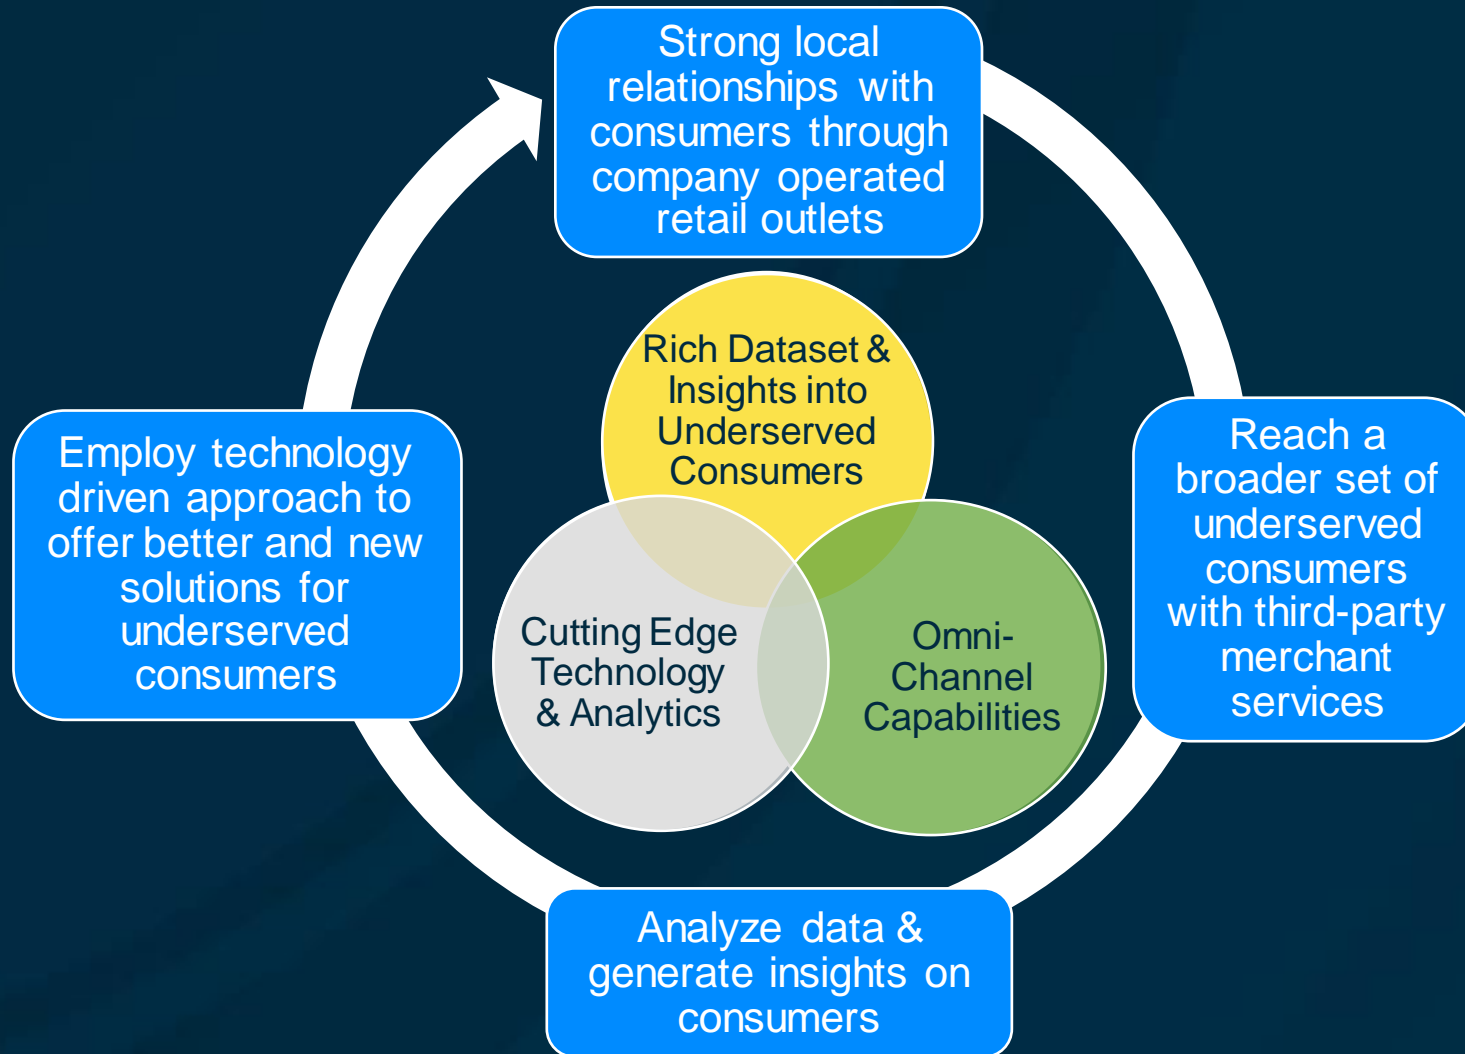 Strong local
relationships with
consumers through
company operated
retail outlets
Rich Dataset &
Insights into
Underserved
Consumers
Employ technology
driven approach to
offer better and new
solutions for
underserved
consumers
Reach a
broader set of
underserved
consumers
with third-party
merchant
services
Cutting Edge
Technology
& Analytics
Omni-
Channel
Capabilities
Analyze data &
generate insights on
consumers